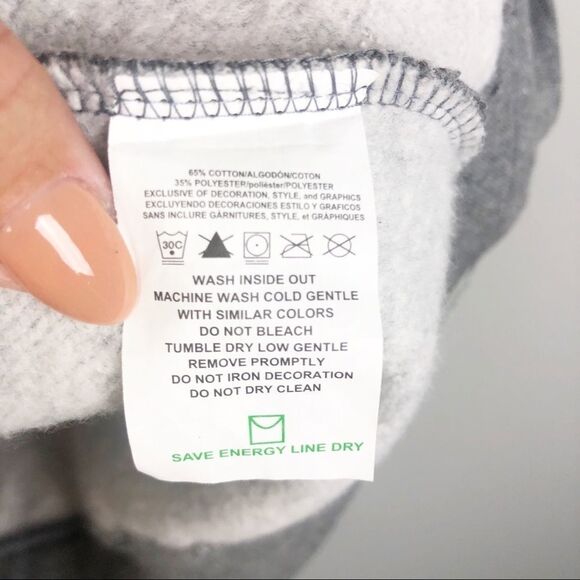 65% COTTON/ALGODÓN/COTON
35% POLYESTER/poliéster/POLYESTER
EXCLUSIVE OF DECORATION, STYLE, and GRAPHICS
EXCLUYENDO DECORACIONES ESTILO Y GRAFICOS
SANS INCLURE GÁRNITURES, STYLE, et GRAPHIQUES
30C
WASH INSIDE OUT
MACHINE WASH COLD GENTLE
WITH SIMILAR COLORS
DO NOT BLEACH
TUMBLE DRY LOW GENTLE
REMOVE PROMPTLY
DO NOT IRON DECORATION
DO NOT DRY CLEAN
SAVE ENERGY LINE DRY